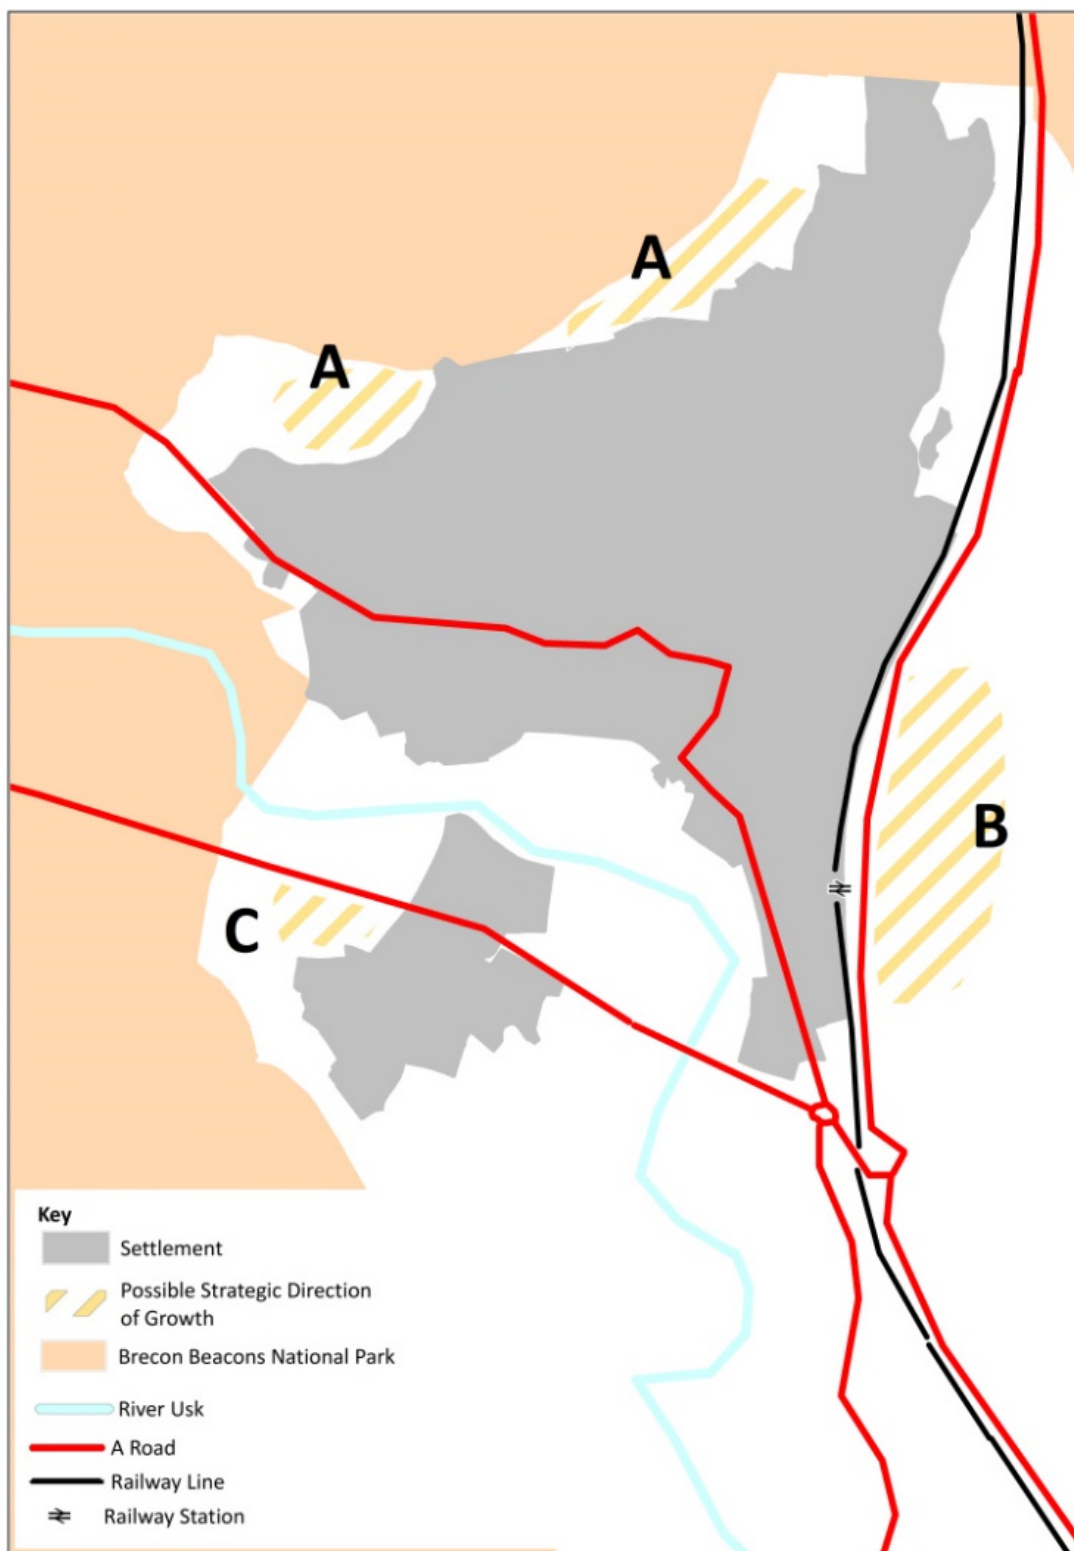 A
A
B
C
Key
Settlement
Possible Strategic Direction
of Growth
Brecon Beacons National Park
River Usk
A Road
Railway Line
Railway Station